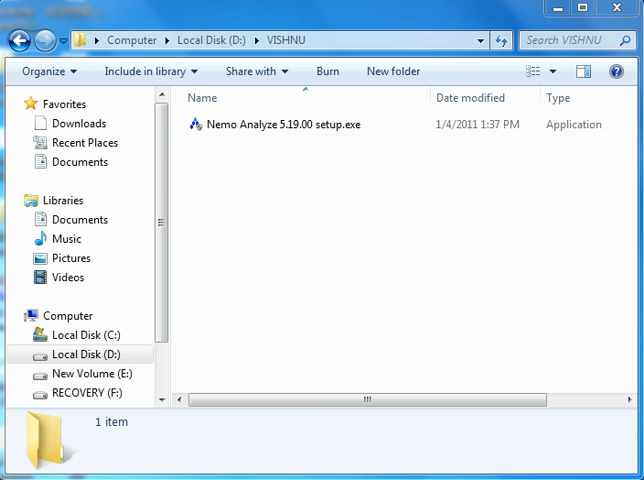 Computer Local Disk (D:) VISHNU Search VISHNU
Organize Include in library Share with Burn New folder
Name Date modified Type
Nemo Analyze 5.19.00 setup.exe 1/4/2011 1:37 PM Application
Favorites
Downloads
Recent Places
Documents
Libraries
Documents
Music
Pictures
Videos
Computer
Local Disk (C:)
Local Disk (D:)
New Volume (E:)
RECOVERY (F:)
1 item